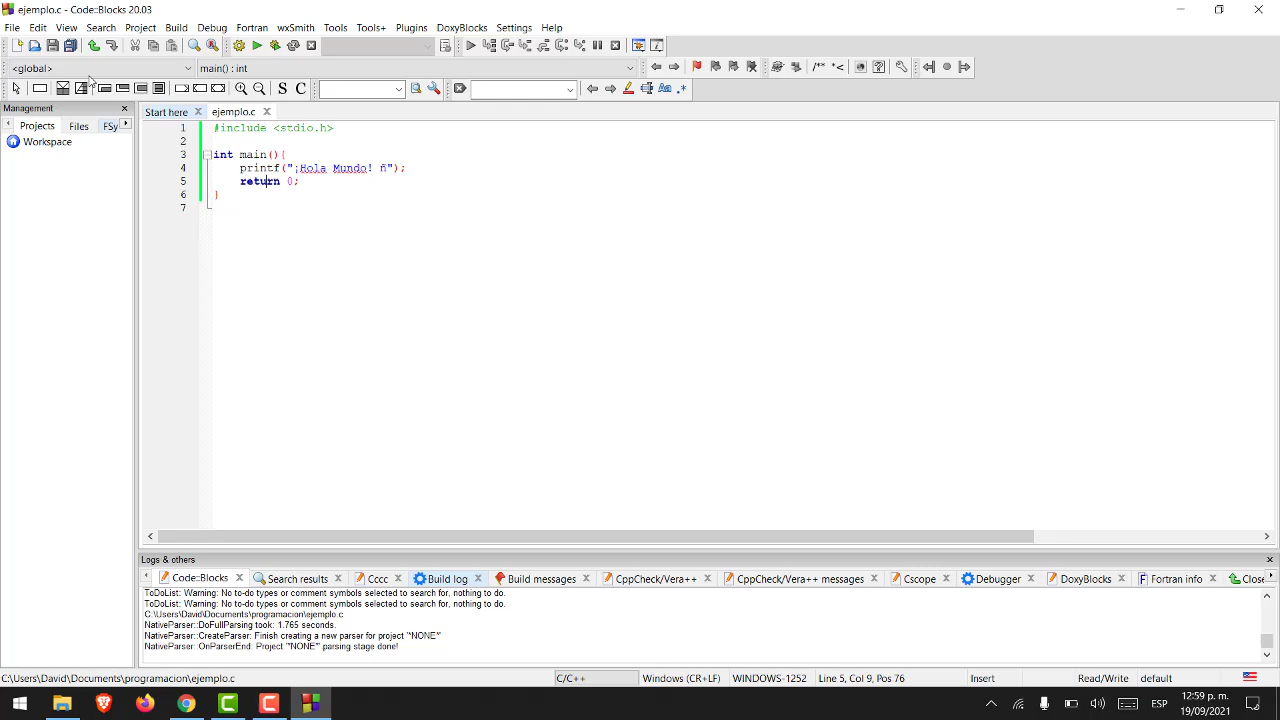 ejemplo.c - Code::Blocks 20.03
File Edit View Search Project Build Debug Fortran wxSmith Tools Tools+ Plugins DoxyBlocks Settings Help
<global> main() : int
/** *<
S C Aa .*
Management
Projects Files FSy
Workspace
Start here ejemplo.c
1 #include <stdio.h>
2
3 int main(){
4 printf("¡Hola Mundo! ñ");
5 return 0;
6 }
7
Logs & others
Code::Blocks Search results Cccc Build log Build messages CppCheck/Vera++ CppCheck/Vera++ messages Cscope Debugger DoxyBlocks Fortran info Close
ToDoList: Warning: No to-do types or comment symbols selected to search for, nothing to do.
ToDoList: Warning: No to-do types or comment symbols selected to search for, nothing to do.
C:\Users\David\Documents\programacion\ejemplo.c
NativeParser::DoFullParsing took: 1.765 seconds.
NativeParser::CreateParser: Finish creating a new parser for project '*NONE*'
NativeParser::OnParserEnd: Project '*NONE*' parsing stage done!
C:\Users\David\Documents\programacion\ejemplo.c C/C++ Windows (CR+LF) WINDOWS-1252 Line 5, Col 9, Pos 76 Insert Read/Write default
ESP 12:59 p. m.
19/09/2021